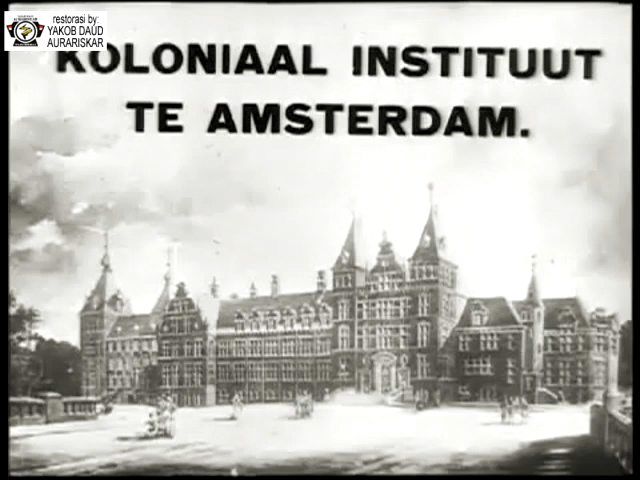 restorasi by:
YAKOB DAUD
AURARISKAR
KOLONIAAL INSTITUUT
TE AMSTERDAM.